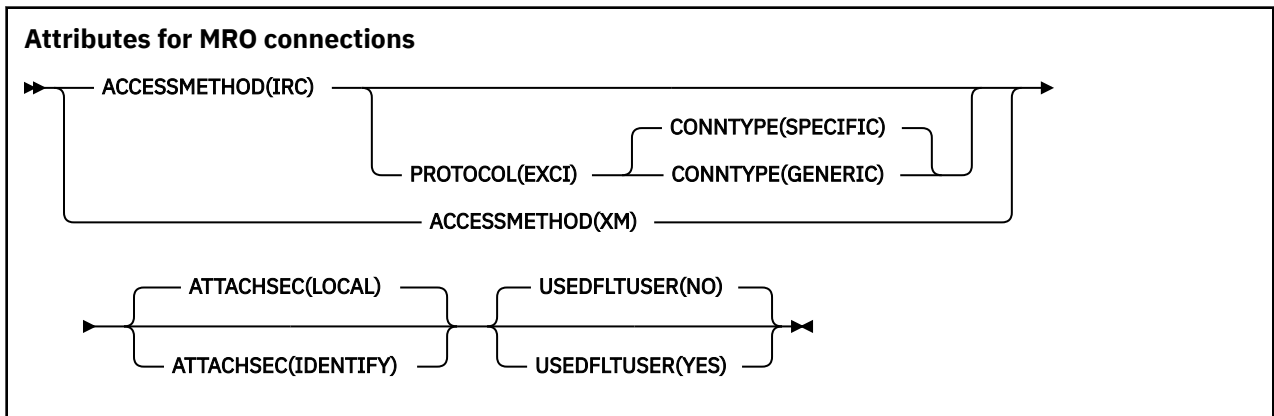 Attributes for MRO connections
ACCESSMETHOD(IRC)
CONNTYPE(SPECIFIC)
PROTOCOL(EXCI) CONNTYPE(GENERIC)
ACCESSMETHOD(XM)
ATTACHSEC(LOCAL) USEDFLTUSER(NO)
ATTACHSEC(IDENTIFY) USEDFLTUSER(YES)